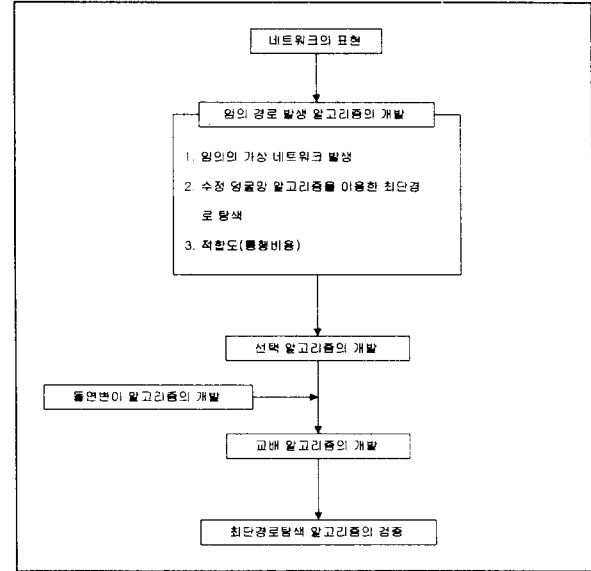 네트워크의 표현
임의 경로 발생 알고리즘의 개발
1. 임의의 가상 네트워크 발생
2. 수정 덩굴망 알고리즘을 이용한 최단경
로 탐색
3. 적합도(통행비용)
선택 알고리즘의 개발
돌연변이 알고리즘의 개발
교배 알고리즘의 개발
최단경로탐색 알고리즘의 검증